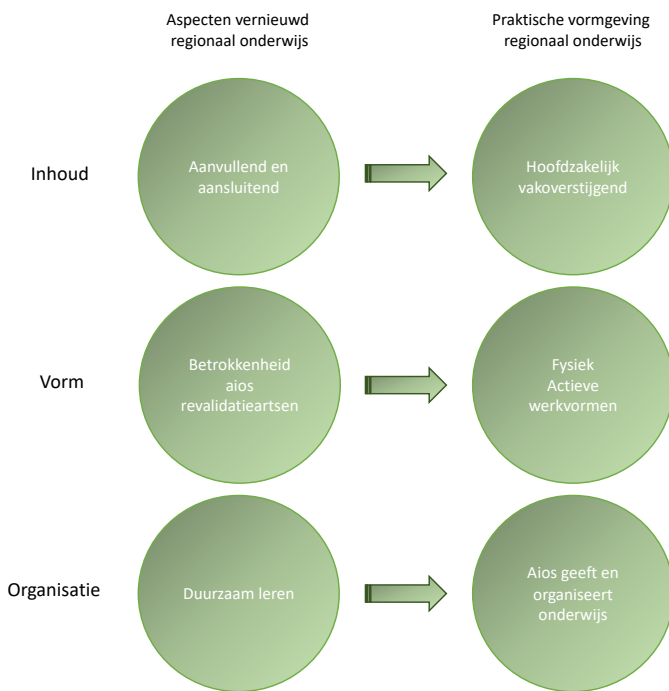 Aspecten vernieuwd
regionaal onderwijs
Praktische vormgeving
regionaal onderwijs
Inhoud
Aanvullend en
aansluitend
Hoofdzakelijk
vakoverstijgend
Vorm
Betrokkenheid
aios
revalidatieartsen
Fysiek
Actieve
werkvormen
Organisatie
Duurzaam leren
Aios geeft en
organiseert
onderwijs